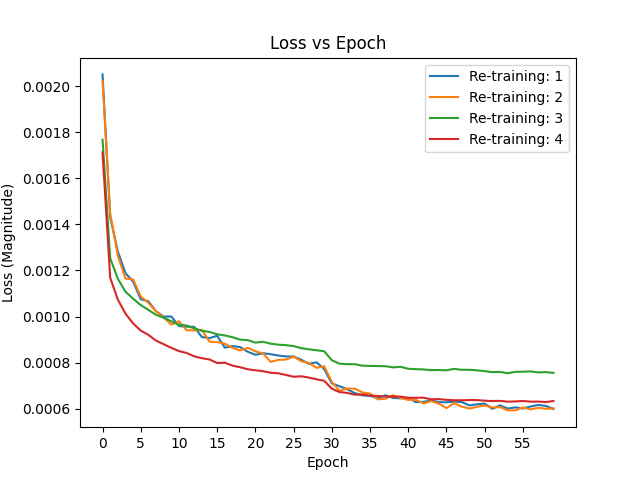 Loss vs Epoch
Loss (Magnitude)
0.0020
0.0018
0.0016
0.0014
0.0012
0.0010
0.0008
0.0006
Re-training: 1
Re-training: 2
Re-training: 3
Re-training: 4
0 5 10 15 20 25 30 35 40 45 50 55
Epoch